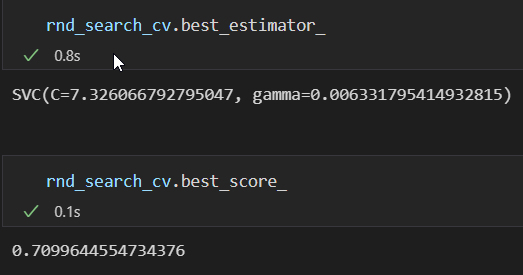 rnd_search_cv.best_estimator_
0.8s
SVC(C=7.326066792795047, gamma=0.006331795414932815)
rnd_search_cv.best_score_
0.1s
0.7099644554734376